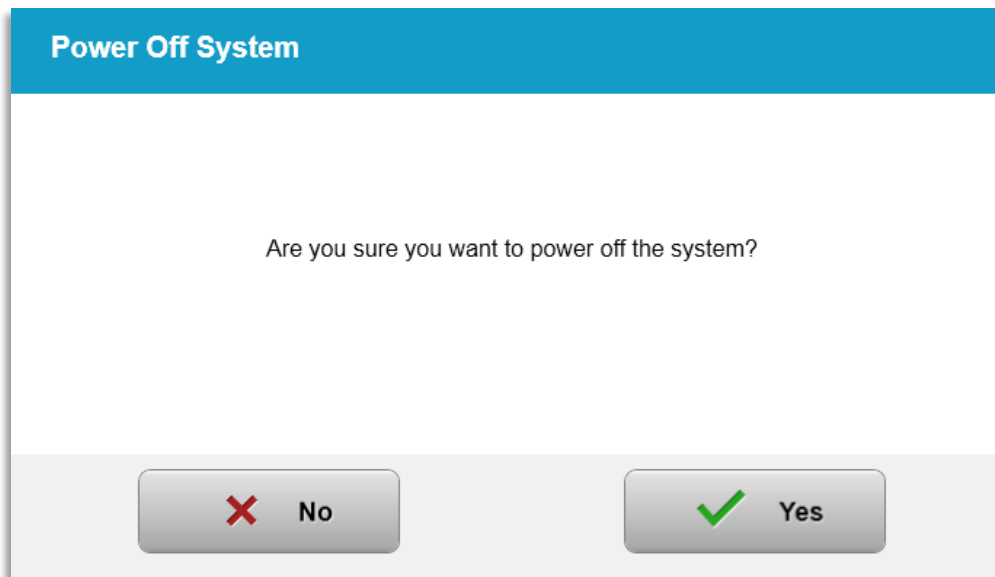 Power Off System
Are you sure you want to power off the system?
No
Yes